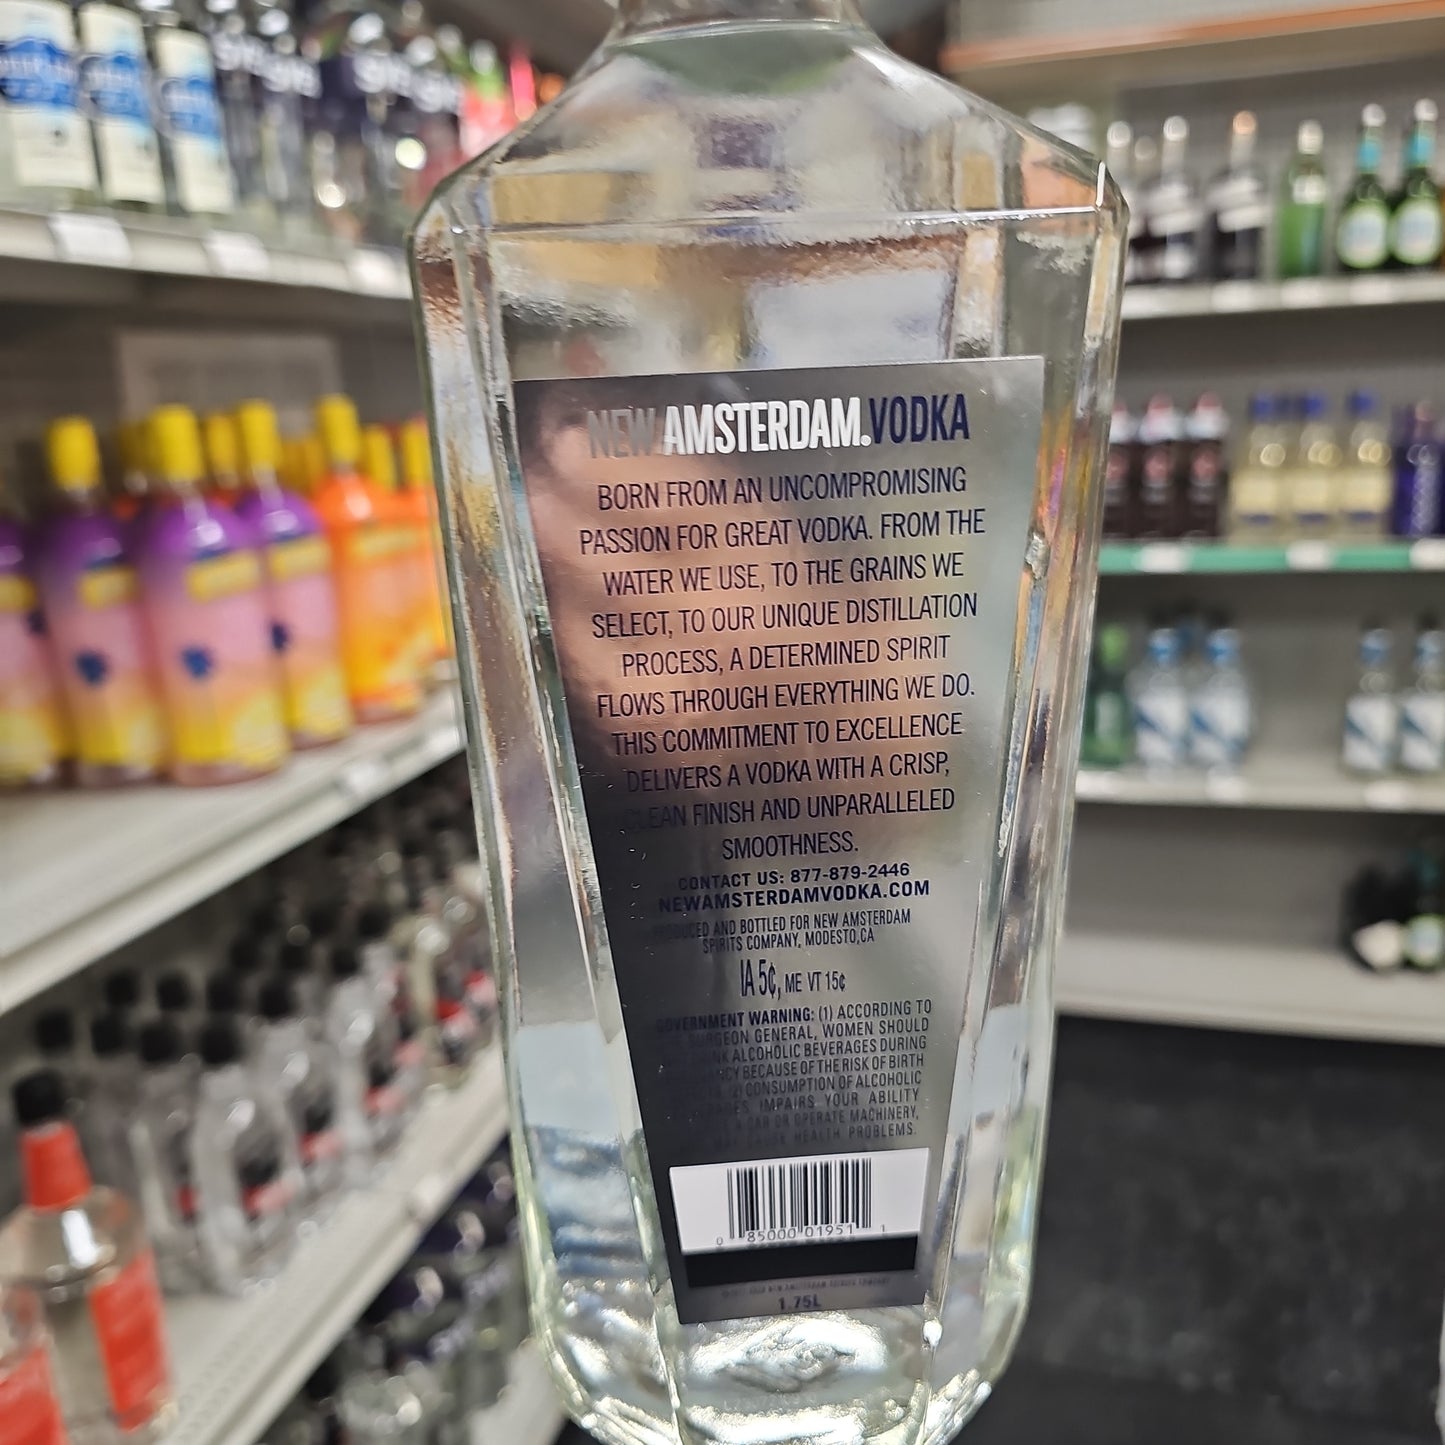 NEW AMSTERDAM. VODKA
BORN FROM AN UNCOMPROMISING
PASSION FOR GREAT VODKA. FROM THE
WATER WE USE, TO THE GRAINS WE
SELECT, TO OUR UNIQUE DISTILLATION
PROCESS, A DETERMINED SPIRIT
FLOWS THROUGH EVERYTHING WE DO.
THIS COMMITMENT TO EXCELLENCE
DELIVERS A VODKA WITH A CRISP,
CLEAN FINISH AND UNPARALLELED
SMOOTHNESS.
CONTACT US: 877-879-2446
NEWAMSTERDAMVODKA.COM
PRODUCED AND BOTTLED FOR NEW AMSTERDAM
SPIRITS COMPANY, MODESTO, CA
IA 5¢, ME VT 15¢
GOVERNMENT WARNING: (1) ACCORDING TO
SURGEON GENERAL, WOMEN SHOULD
DRINK ALCOHOLIC BEVERAGES DURING
BECAUSE OF THE RISK OF BIRTH
(2) CONSUMPTION OF ALCOHOLIC
IMPAIRS YOUR ABILITY
A CAR OR OPERATE MACHINERY,
CAUSE HEALTH PROBLEMS.
0 85000 01951 1
1.75L